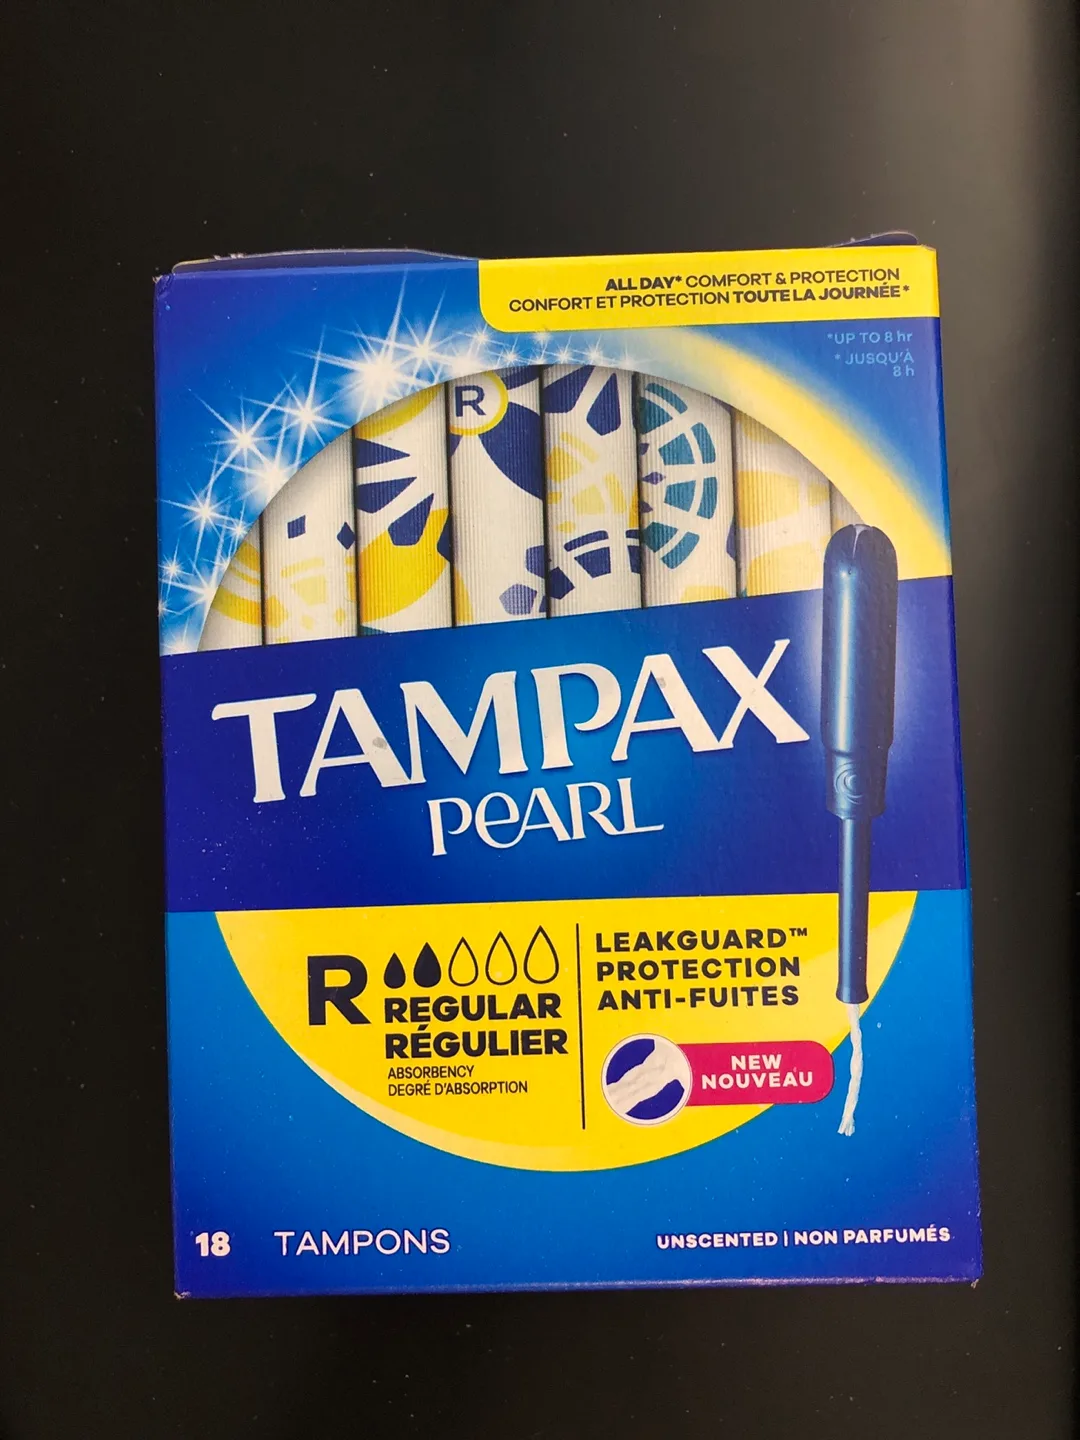 ALL DAY* COMFORT & PROTECTION
CONFORT ET PROTECTION TOUTE LA JOURNÉE*
*UP TO 8 hr
* JUSQU'À
8 h
R
TAMPAX
PEARL
R
REGULAR
RÉGULIER
ABSORBENCY
DEGRÉ D'ABSORPTION
LEAKGUARD™
PROTECTION
ANTI-FUITES
NEW
NOUVEAU
18 TAMPONS
UNSCENTED | NON PARFUMÉS